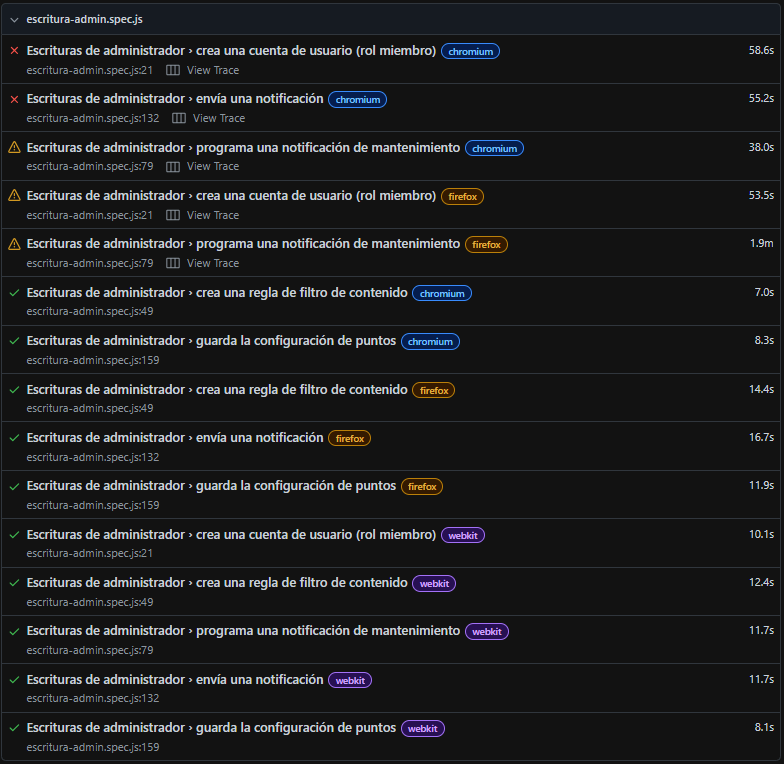 escritura-admin.spec.js
Escrituras de administrador › crea una cuenta de usuario (rol miembro) chromium 58.6s
escritura-admin.spec.js:21 View Trace
Escrituras de administrador › envía una notificación chromium 55.2s
escritura-admin.spec.js:132 View Trace
Escrituras de administrador › programa una notificación de mantenimiento chromium 38.0s
escritura-admin.spec.js:79 View Trace
Escrituras de administrador › crea una cuenta de usuario (rol miembro) firefox 53.5s
escritura-admin.spec.js:21 View Trace
Escrituras de administrador › programa una notificación de mantenimiento firefox 1.9m
escritura-admin.spec.js:79 View Trace
Escrituras de administrador › crea una regla de filtro de contenido chromium 7.0s
escritura-admin.spec.js:49
Escrituras de administrador › guarda la configuración de puntos chromium 8.3s
escritura-admin.spec.js:159
Escrituras de administrador › crea una regla de filtro de contenido firefox 14.4s
escritura-admin.spec.js:49
Escrituras de administrador › envía una notificación firefox 16.7s
escritura-admin.spec.js:132
Escrituras de administrador › guarda la configuración de puntos firefox 11.9s
escritura-admin.spec.js:159
Escrituras de administrador › crea una cuenta de usuario (rol miembro) webkit 10.1s
escritura-admin.spec.js:21
Escrituras de administrador › crea una regla de filtro de contenido webkit 12.4s
escritura-admin.spec.js:49
Escrituras de administrador › programa una notificación de mantenimiento webkit 11.7s
escritura-admin.spec.js:79
Escrituras de administrador › envía una notificación webkit 11.7s
escritura-admin.spec.js:132
Escrituras de administrador › guarda la configuración de puntos webkit 8.1s
escritura-admin.spec.js:159